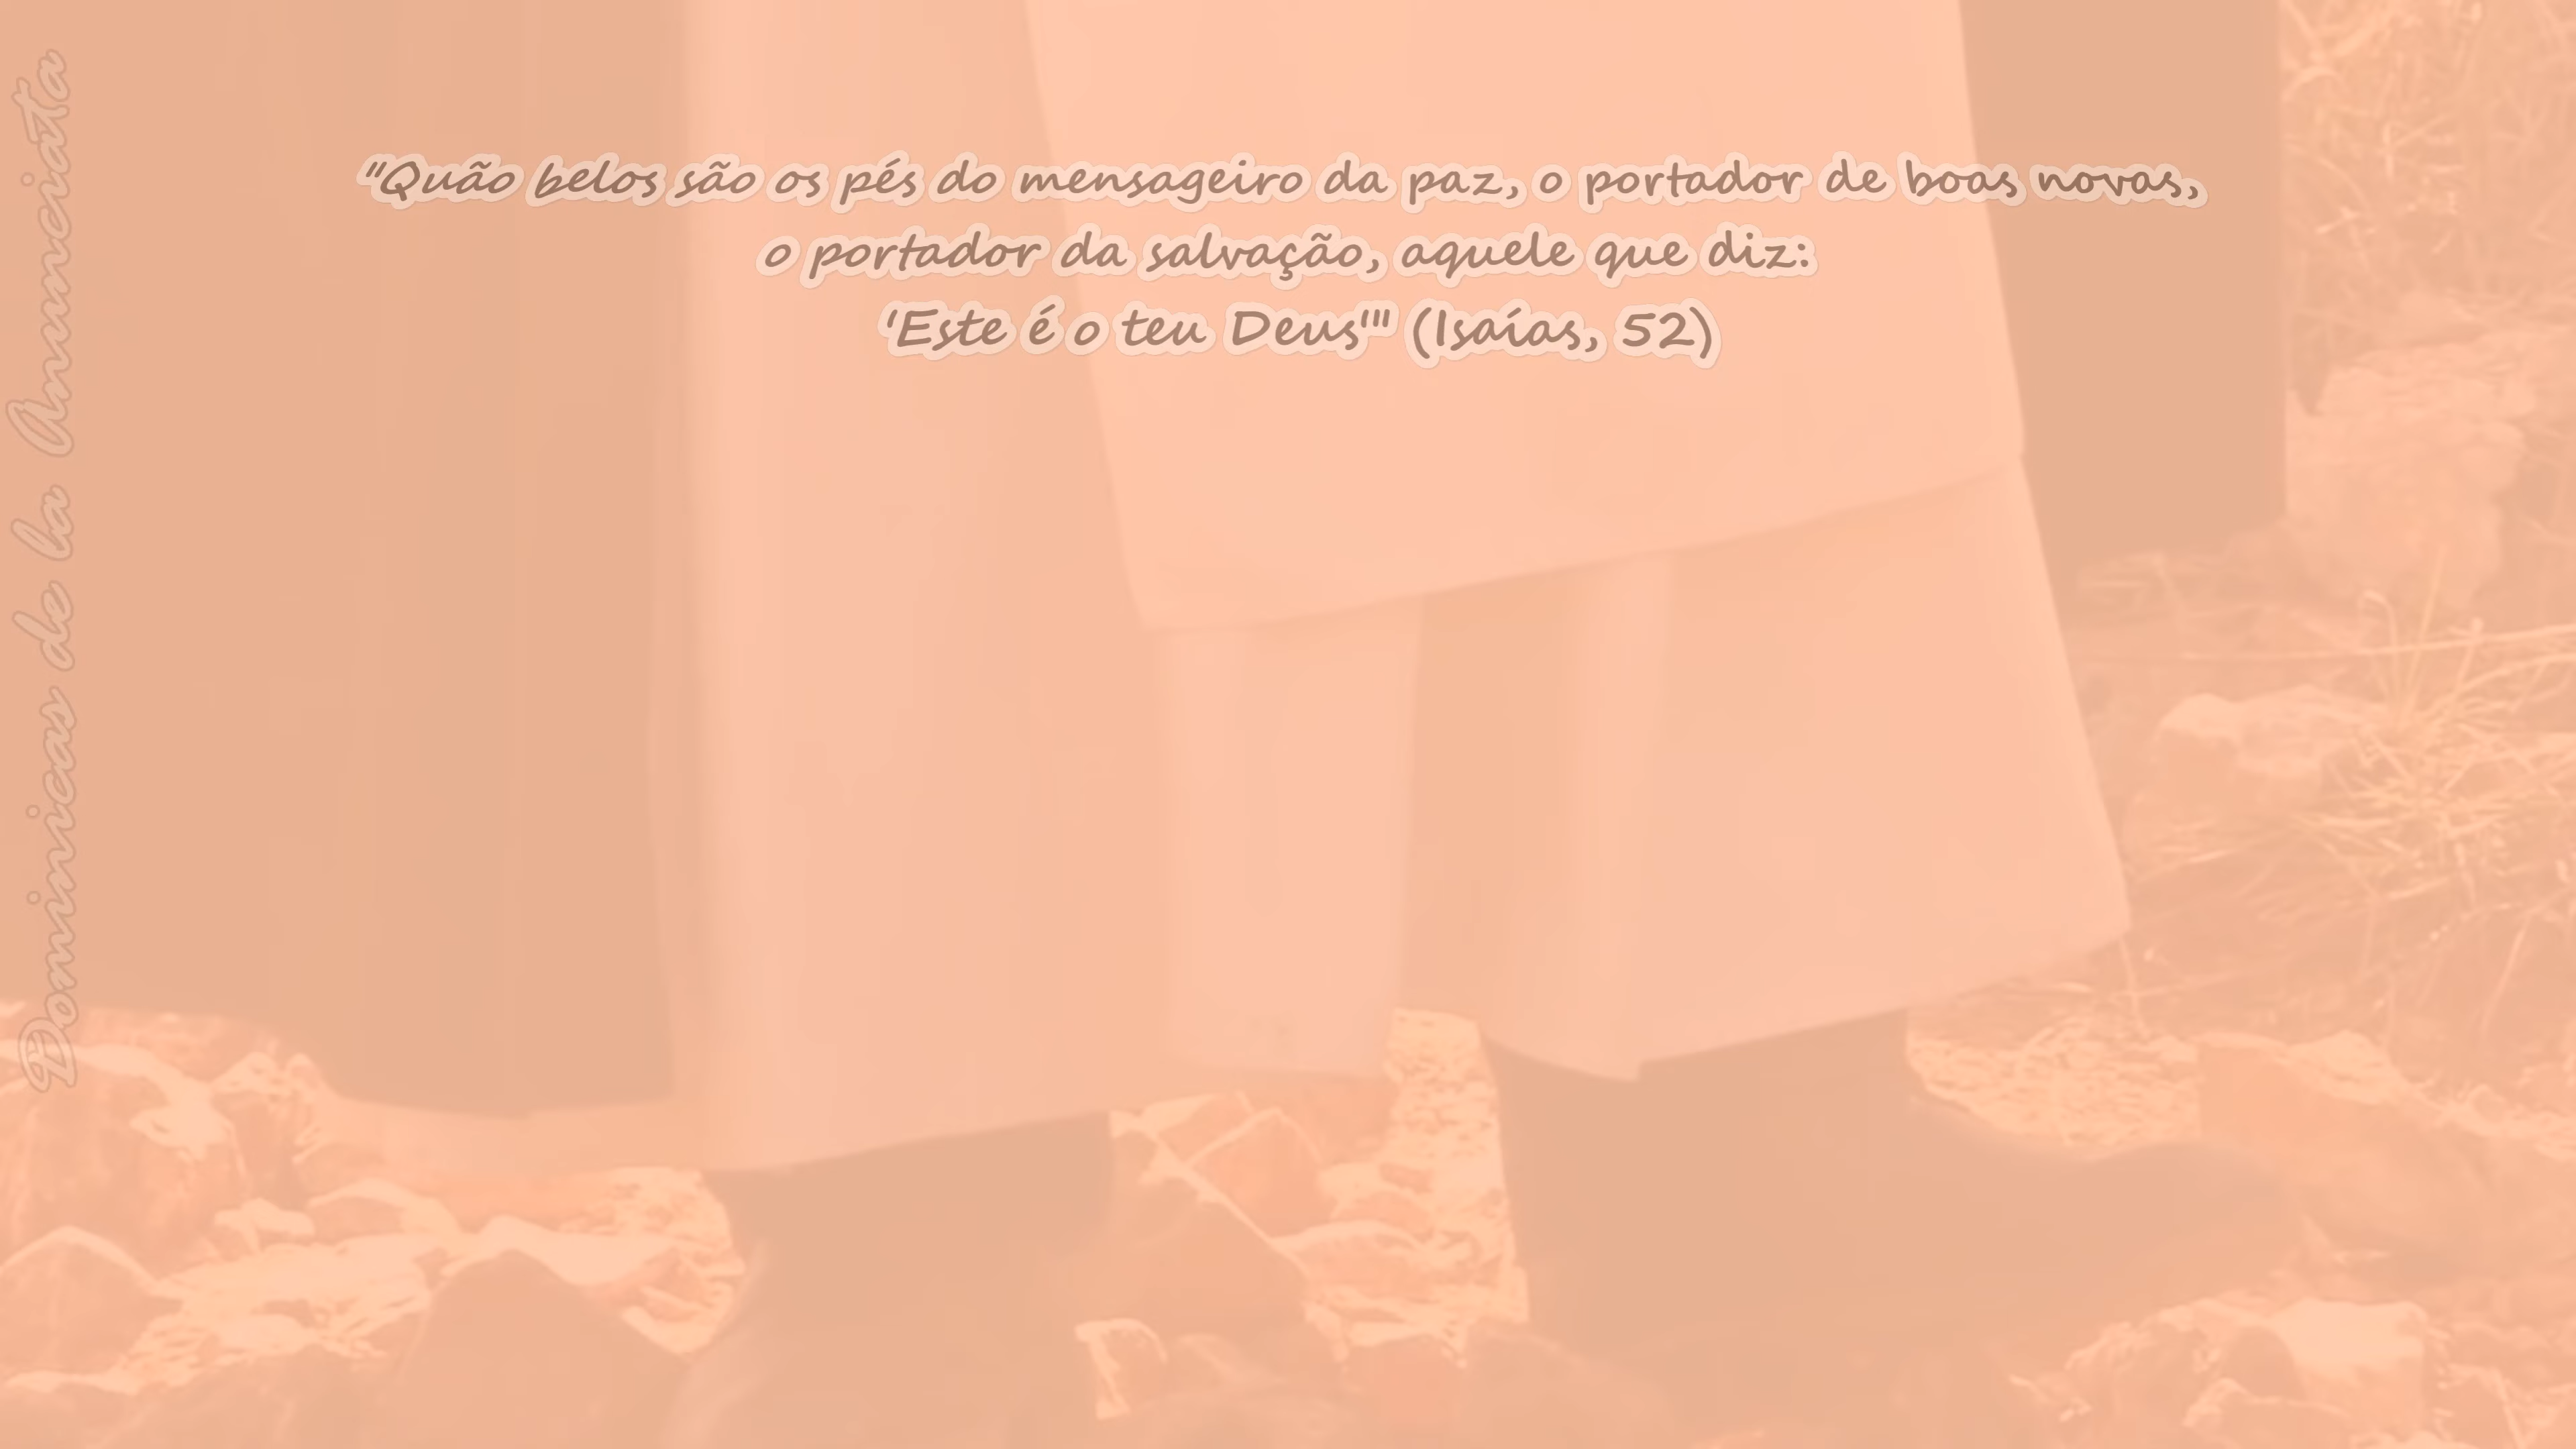 "Quão belos são os pés do mensageiro da paz, o portador de boas novas,
o portador da salvação, aquele que diz:
'Este é o teu Deus'" (Isaías, 52)
Dominicas de la Anunciata